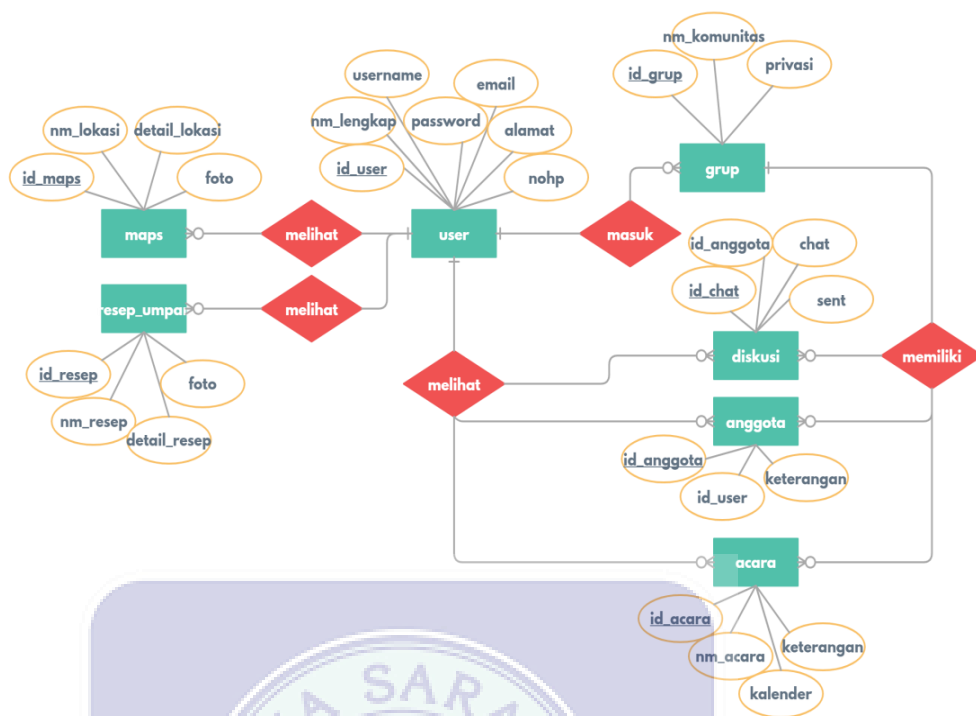 nm_komunitas
id_grup
privasi
username
email
nm_lengkap
password
alamat
id_user
nohp
nm_lokasi
detail_lokasi
id_maps
foto
grup
maps
melihat
user
masuk
resep_umpan
melihat
id_anggota
chat
id_chat
sent
id_resep
foto
nm_resep
detail_resep
melihat
diskusi
memiliki
anggota
id_anggota
keterangan
id_user
acara
id_acara
nm_acara
keterangan
kalender
A SARA